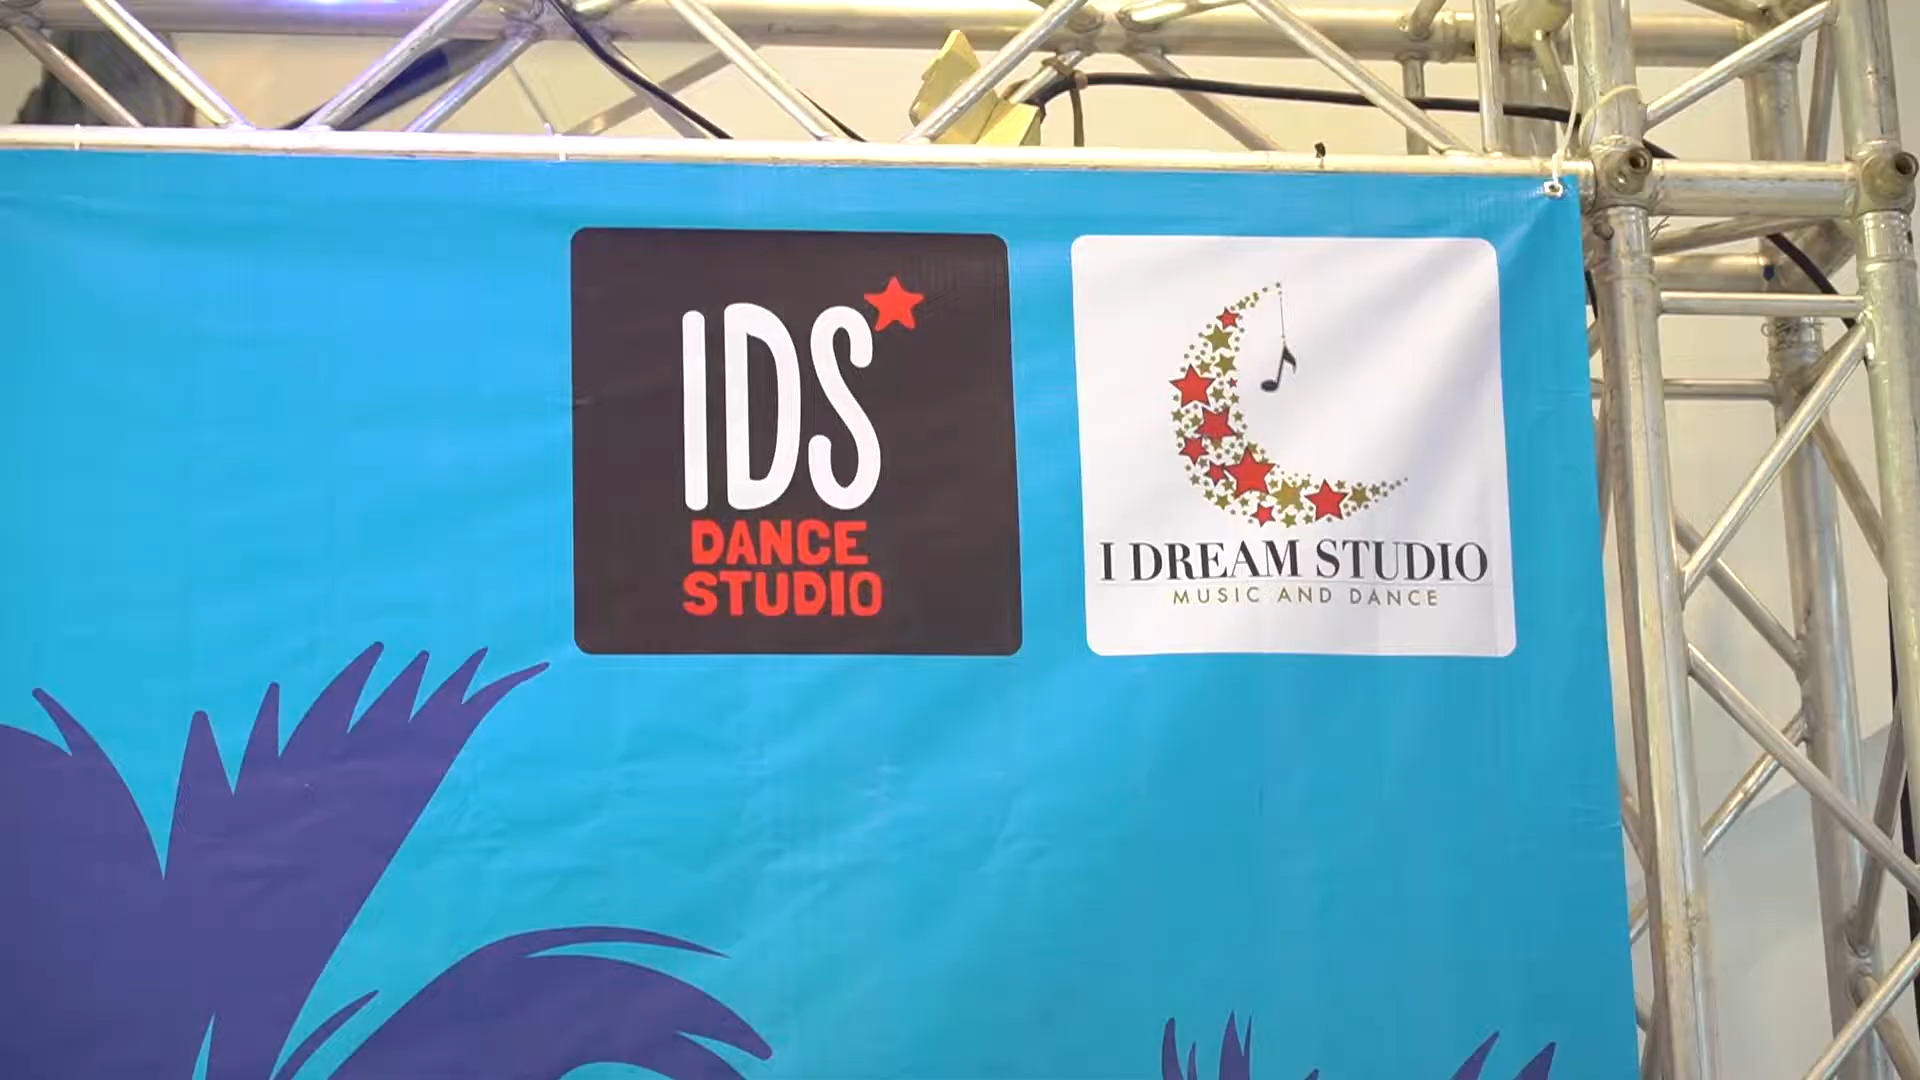 IDS
DANCE
STUDIO
I DREAM STUDIO
MUSIC AND DANCE